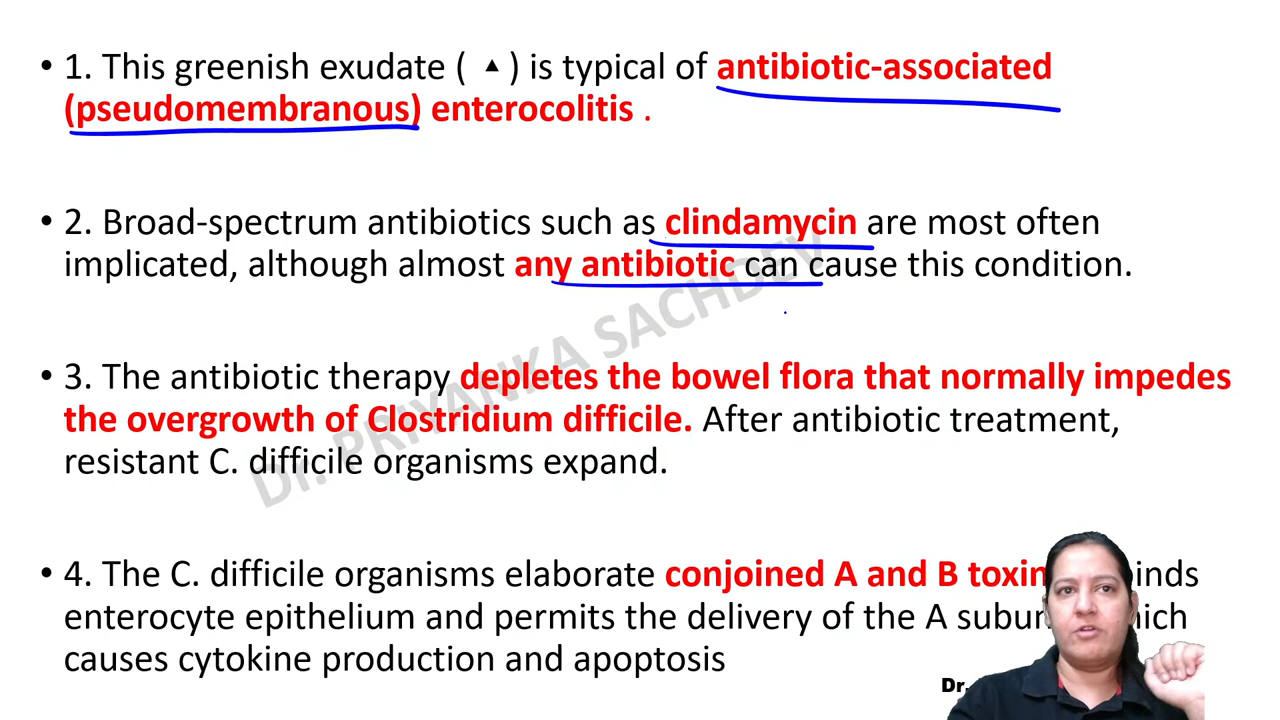 • 1. This greenish exudate ( ▲ ) is typical of antibiotic-associated
(pseudomembranous) enterocolitis .
• 2. Broad-spectrum antibiotics such as clindamycin are most often
implicated, although almost any antibiotic can cause this condition.
• 3. The antibiotic therapy depletes the bowel flora that normally impedes
the overgrowth of Clostridium difficile. After antibiotic treatment,
resistant C. difficile organisms expand.
• 4. The C. difficile organisms elaborate conjoined A and B
enterocyte epithelium and permits the delivery of the A
causes cytokine production and apoptosis
Dr. PRIYANKA SACHDEV
Dr.